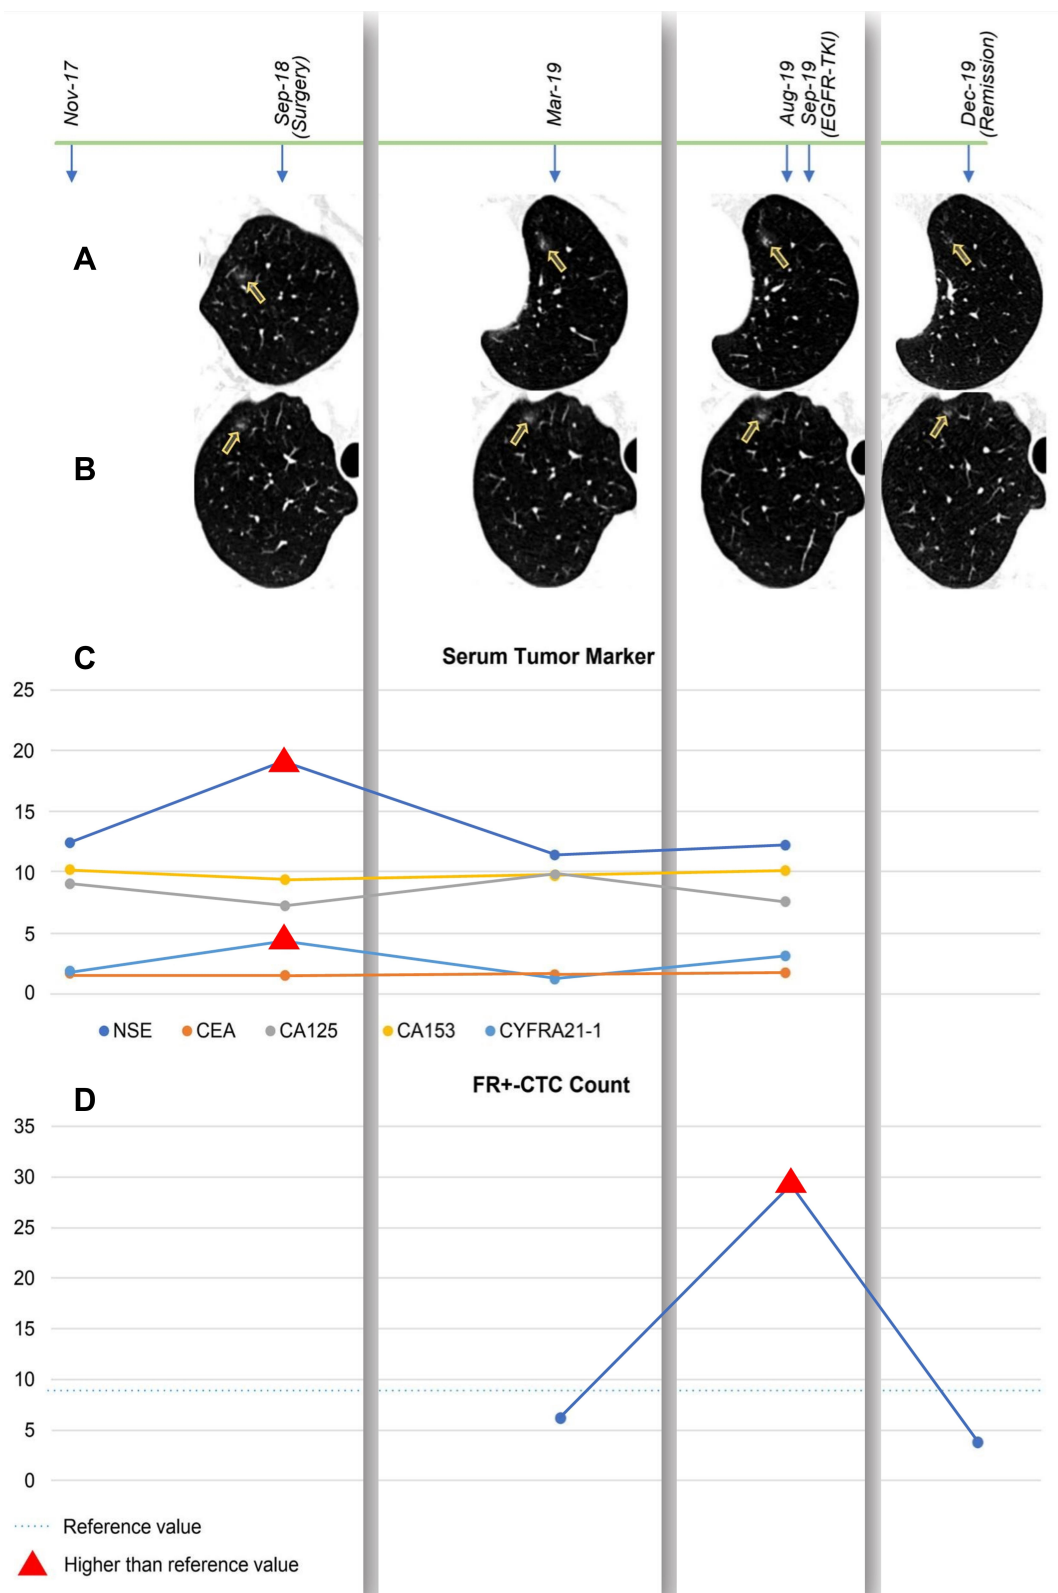 Nov-17
Sep-18
(Surgery)
Mar-19
Aug-19
Sep-19
(EGFR-TKI)
Dec-19
(Remission)
A
B
C
Serum Tumor Marker
25
20
15
10
5
0
NSE CEA CA125 CA153 CYFRA21-1
D
FR+-CTC Count
35
30
25
20
15
10
5
0
Reference value
Higher than reference value